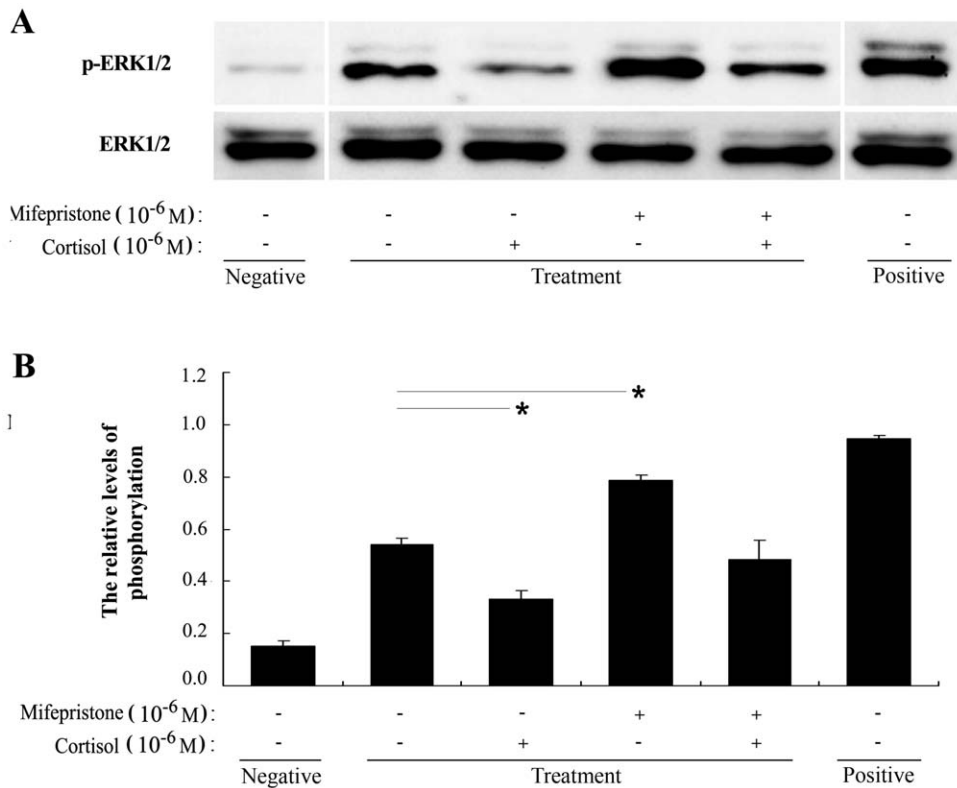 A
p-ERK1/2
ERK1/2
Mifepristone (10-6 M) : - - - + + -
Cortisol (10-6 M) : - - + - + -
Negative Treatment Positive
B
1.2
1.0
0.8
0.6
0.4
0.2
0.0
The relative levels of
phosphorylation
* 
*
Mifepristone (10-6 M) : - - - + + -
Cortisol (10-6 M) : - - + - + -
Negative Treatment Positive